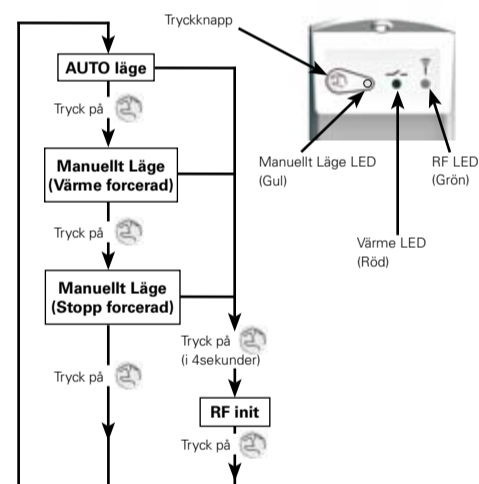 Tryckknapp
AUTO läge
Tryck på
Manuellt Läge
(Värme forcerad)
Tryck på
Manuellt Läge
(Stopp forcerad)
Tryck på
Tryck på
(i 4sekunder)
RF init
Tryck på
Manuellt Läge LED
(Gul)
RF LED
(Grön)
Värme LED
(Röd)